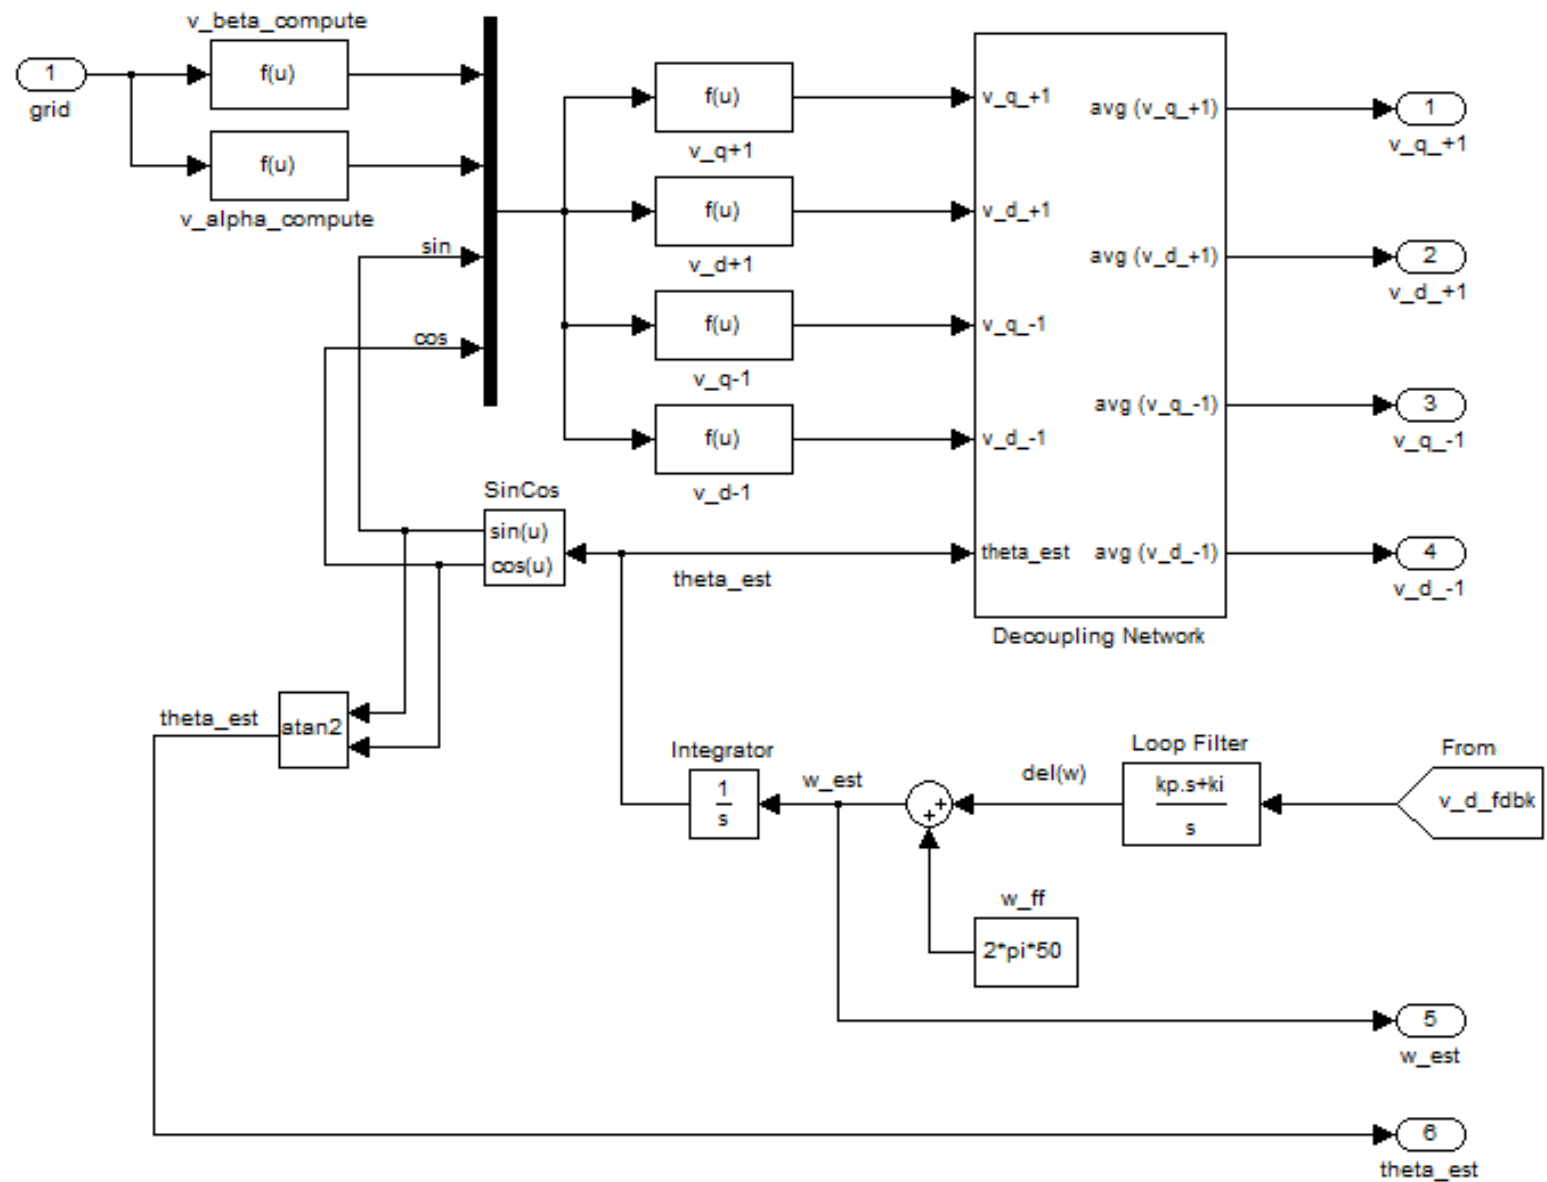 v_beta_compute
1
grid
f(u)
f(u)
v_alpha_compute
sin
cos
f(u)
v_q+1
f(u)
v_d+1
f(u)
v_q-1
f(u)
v_d-1
v_q_+1
v_d_+1
v_q_-1
v_d_-1
theta_est
avg (v_q_+1)
avg (v_d_+1)
avg (v_q_-1)
avg (v_d_-1)
Decoupling Network
1
v_q_+1
2
v_d_+1
3
v_q_-1
4
v_d_-1
SinCos
sin(u)
cos(u)
theta_est
theta_est
atan2
Integrator
1
s
w_est
del(w)
+
+
Loop Filter
kp.s+ki
s
From
v_d_fdbk
w_ff
2*pi*50
5
w_est
6
theta_est